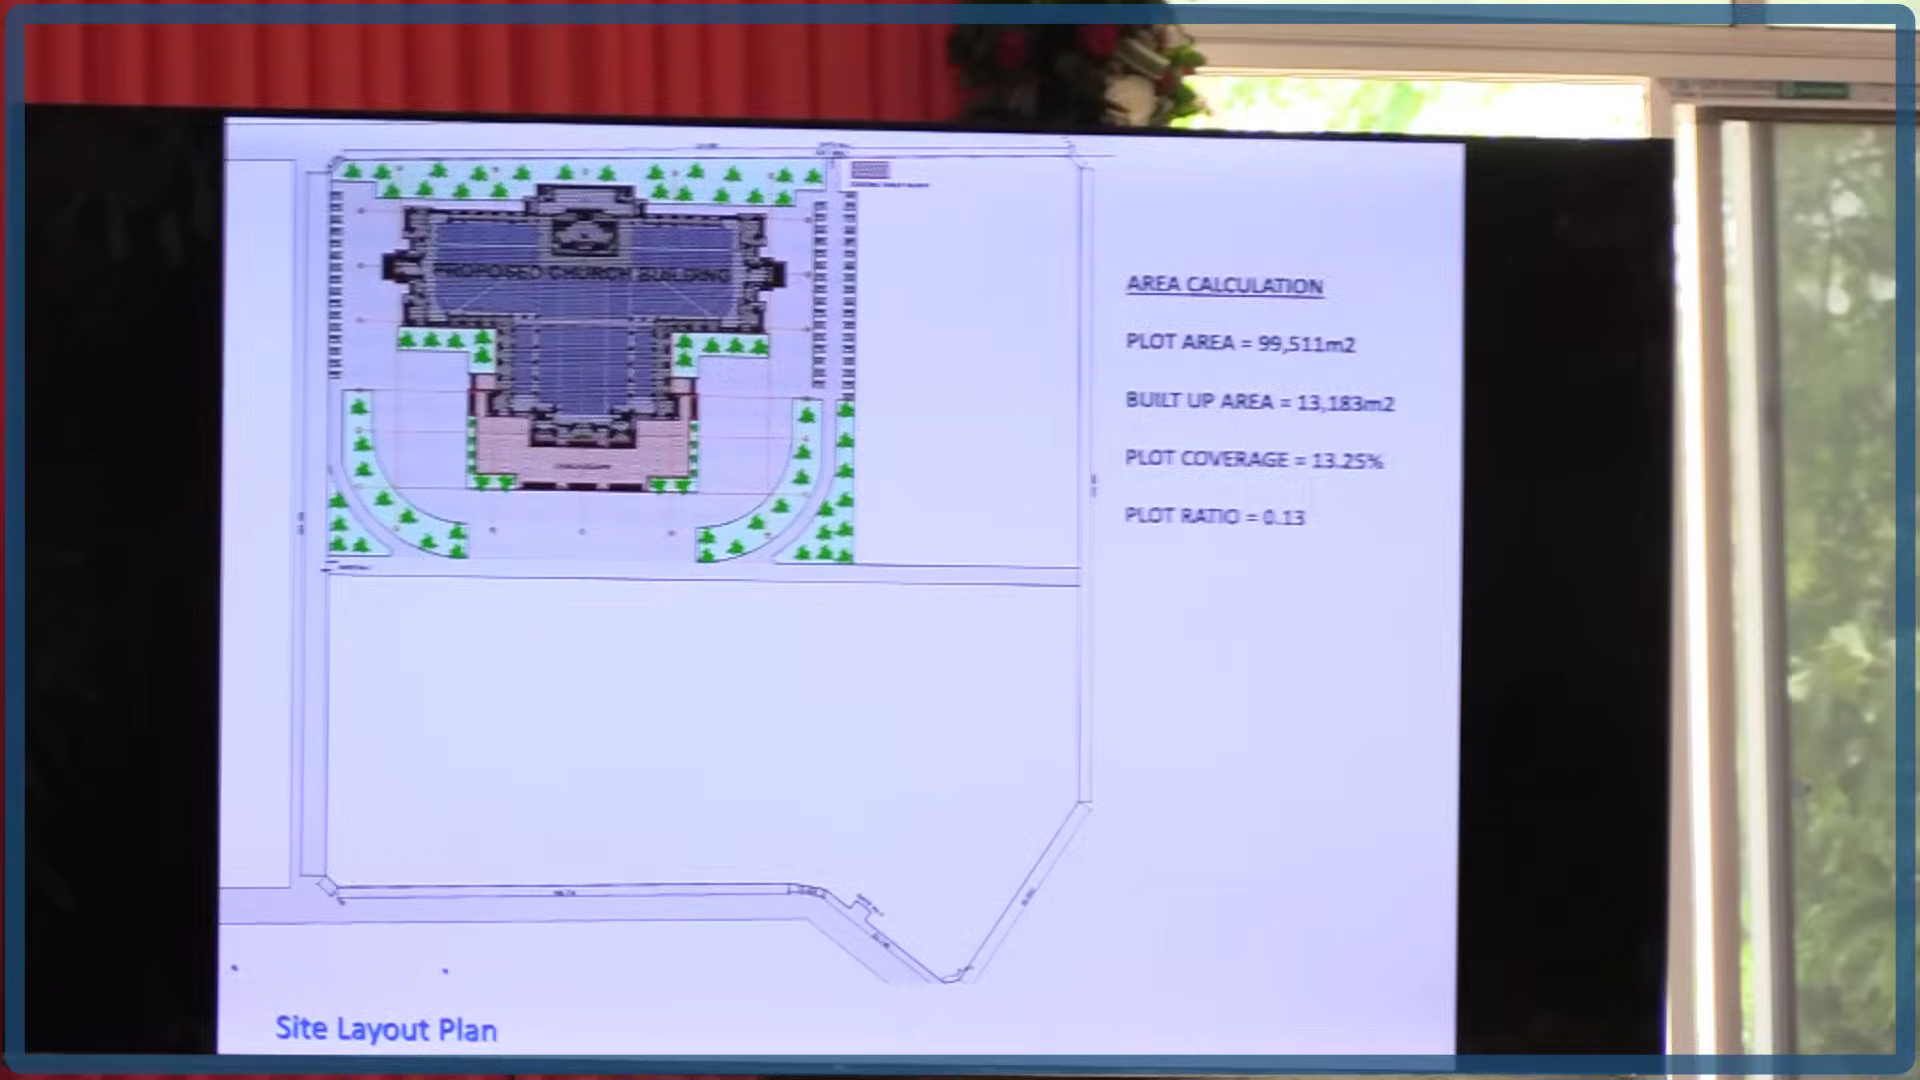 PROPOSED CHURCH BUILDING
AREA CALCULATION
PLOT AREA = 99,511m2
BUILT UP AREA = 13,183m2
PLOT COVERAGE = 13.25%
PLOT RATIO = 0.13
Site Layout Plan